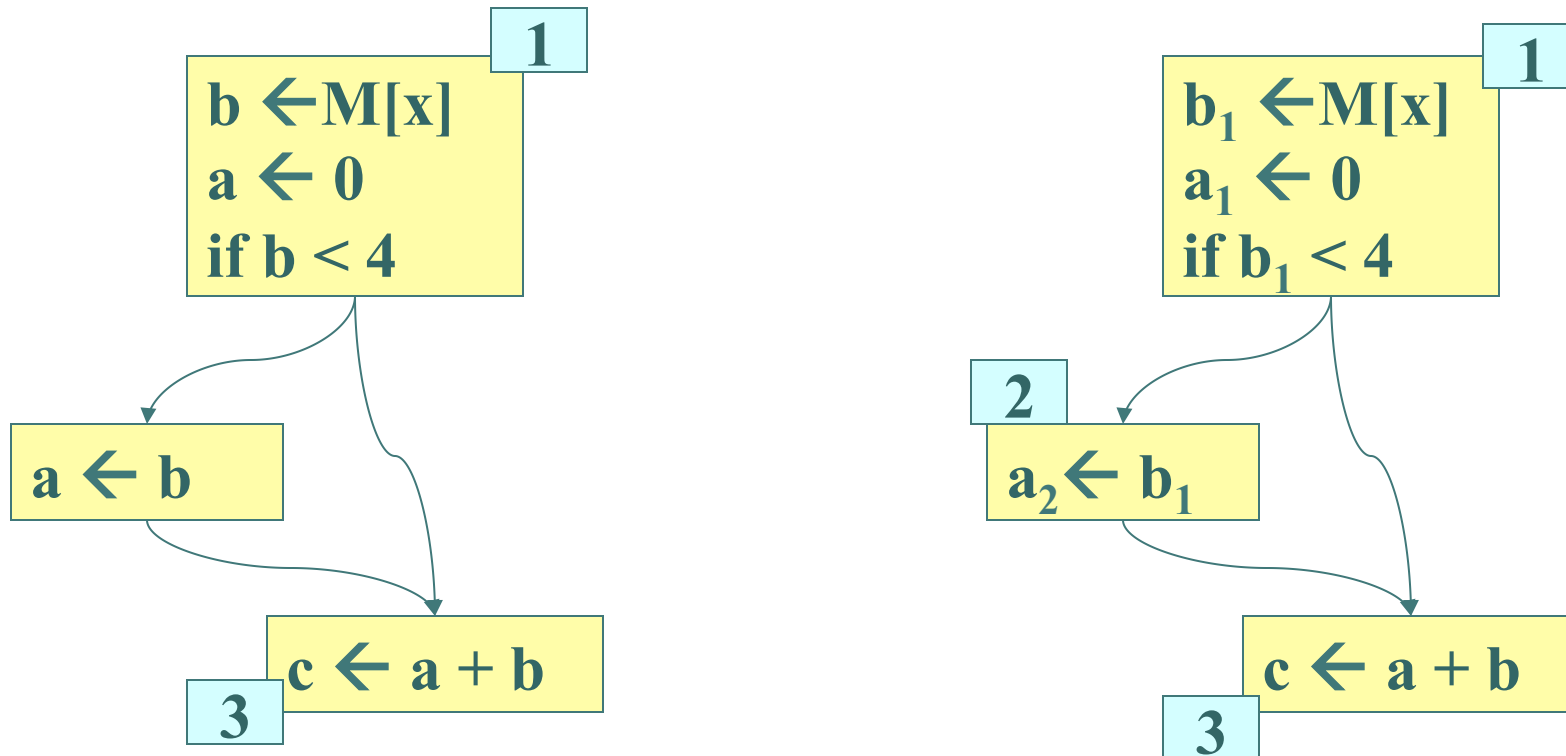 1
b ←M[x]
a ← 0
if b < 4
a ← b
c ← a + b
3
1
b₁ ←M[x]
a₁ ← 0
if b₁ < 4
2
a₂← b₁
c ← a + b
3